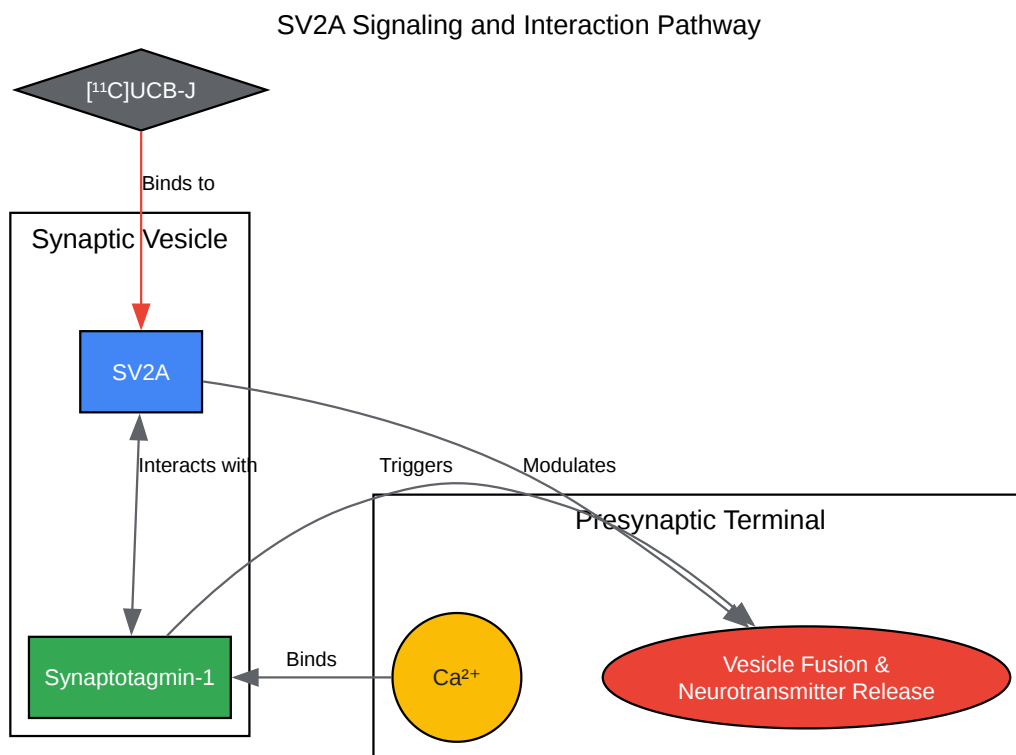 SV2A Signaling and Interaction Pathway
[¹¹C]UCB-J
Binds to
Synaptic Vesicle
SV2A
Interacts with
Triggers
Modulates
Presynaptic Terminal
Synaptotagmin-1
Binds
Ca²⁺
Vesicle Fusion &
Neurotransmitter Release